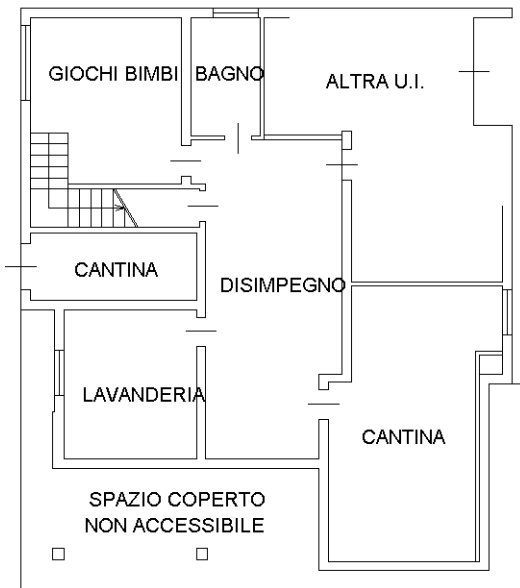 GIOCHI BIMBI
BAGNO
ALTRA U.I.
CANTINA
DISIMPEGNO
LAVANDERIA
CANTINA
SPAZIO COPERTO
NON ACCESSIBILE